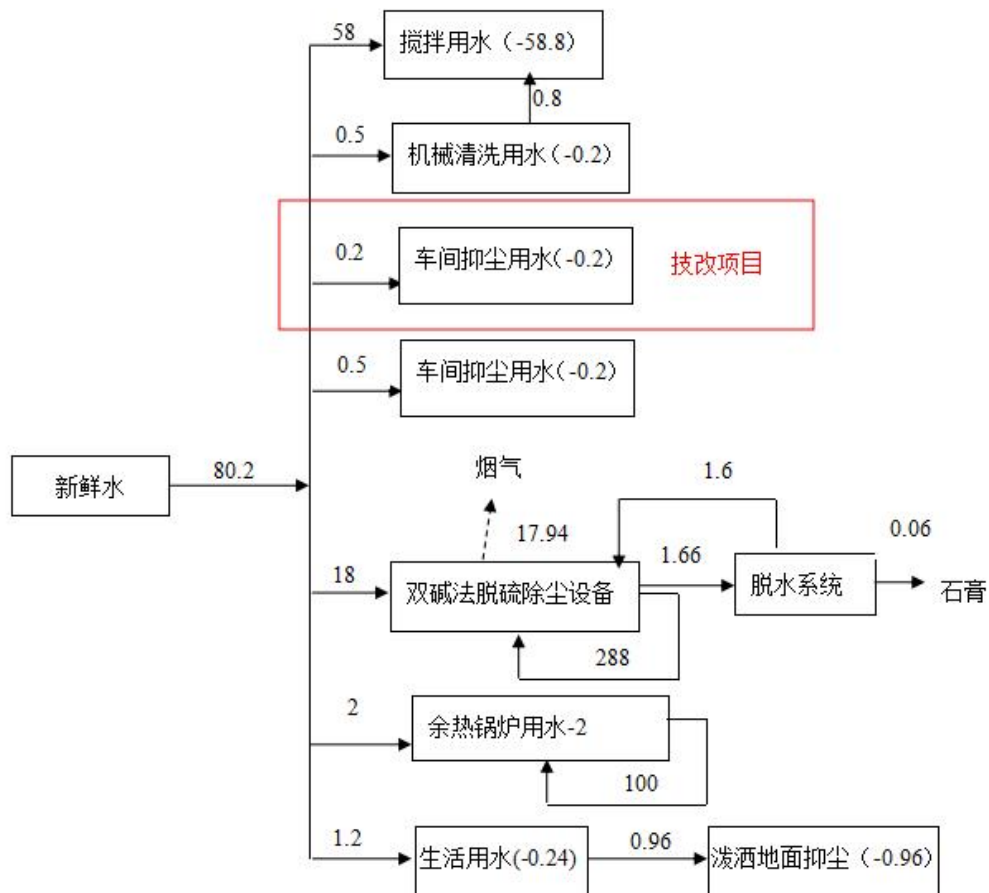 58
搅拌用水（-58.8）
0.8
0.5
机械清洗用水（-0.2）
0.2
车间抑尘用水（-0.2）
技改项目
0.5
车间抑尘用水（-0.2）
新鲜水
80.2
烟气
1.6
17.94
0.06
1.66
18
双碱法脱硫除尘设备
脱水系统
石膏
288
2
余热锅炉用水-2
100
1.2
生活用水(-0.24)
0.96
泼洒地面抑尘（-0.96）